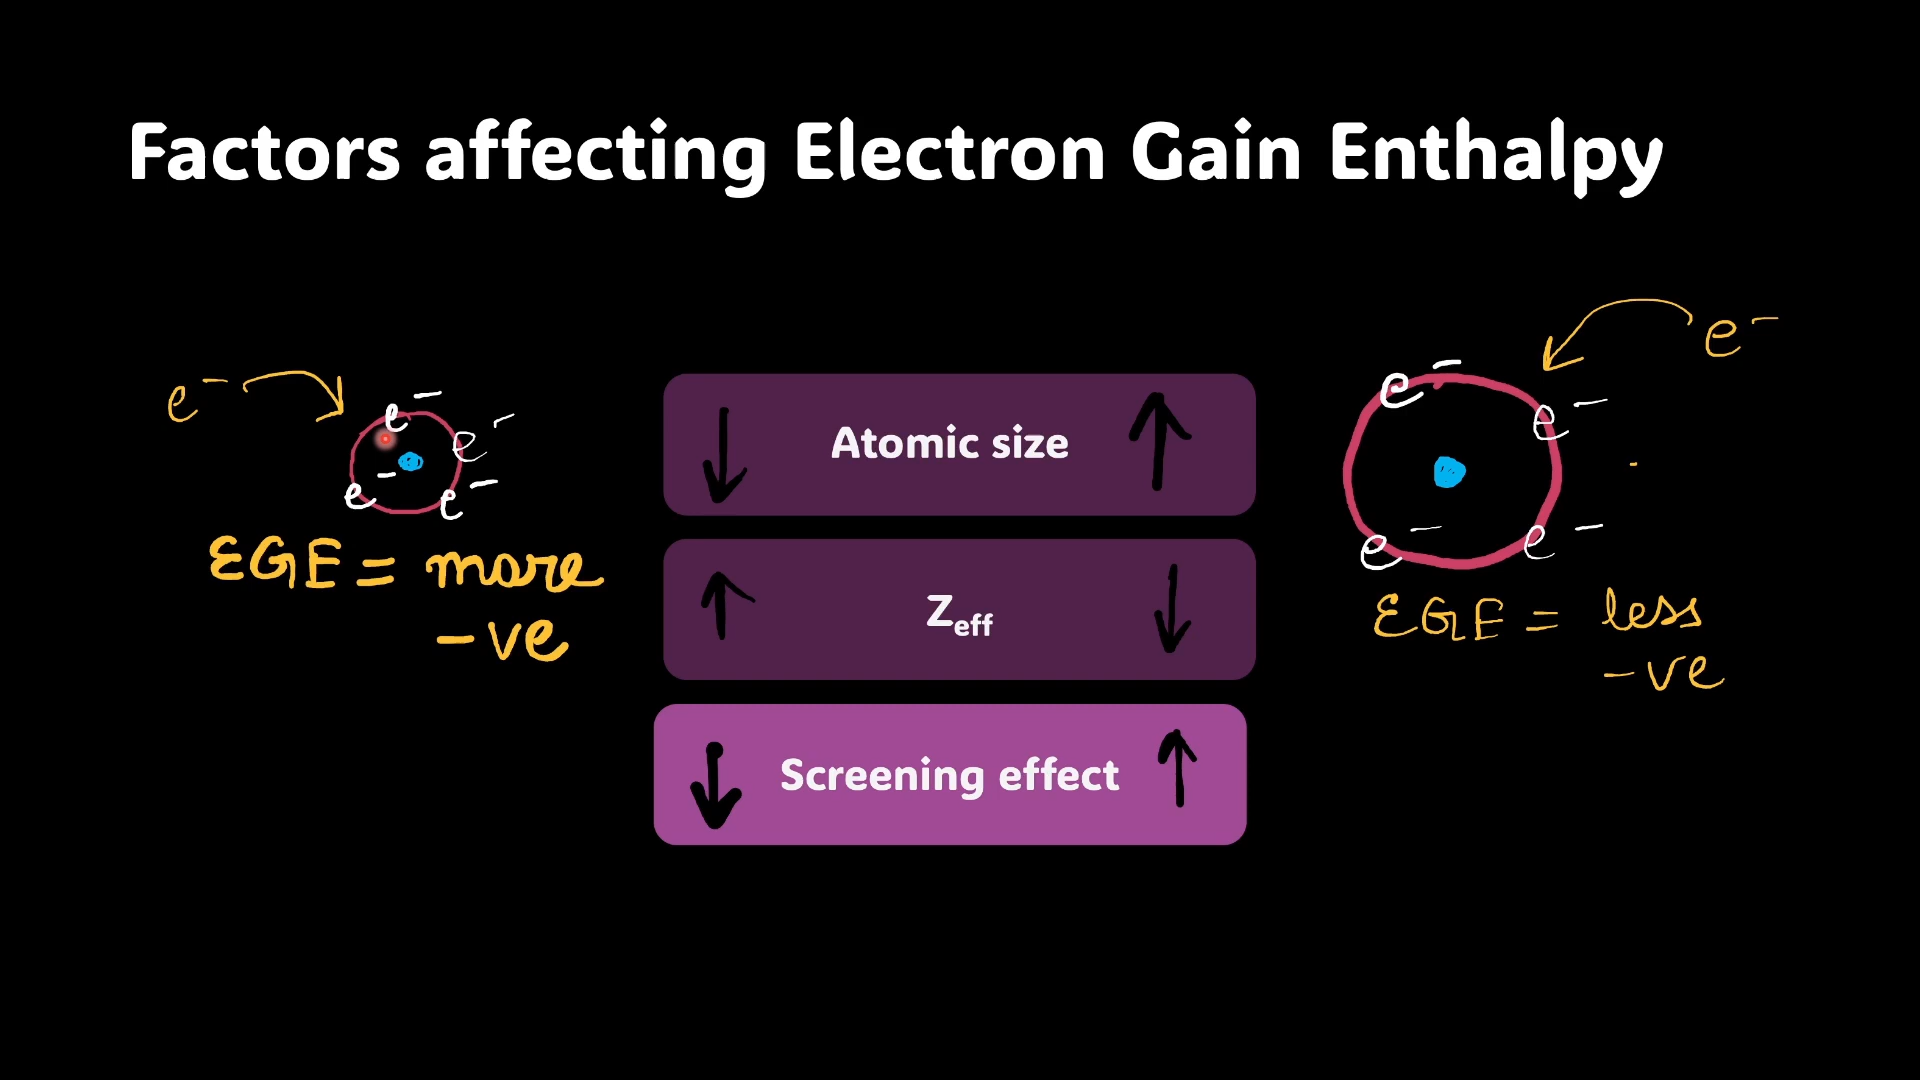 Factors affecting Electron Gain Enthalpy
e⁻
e⁻
e⁻
e⁻
e⁻
EGE = more
-ve
Atomic size
Zeff
Screening effect
e⁻
e⁻
e⁻
e⁻
e⁻
EGE = less
-ve